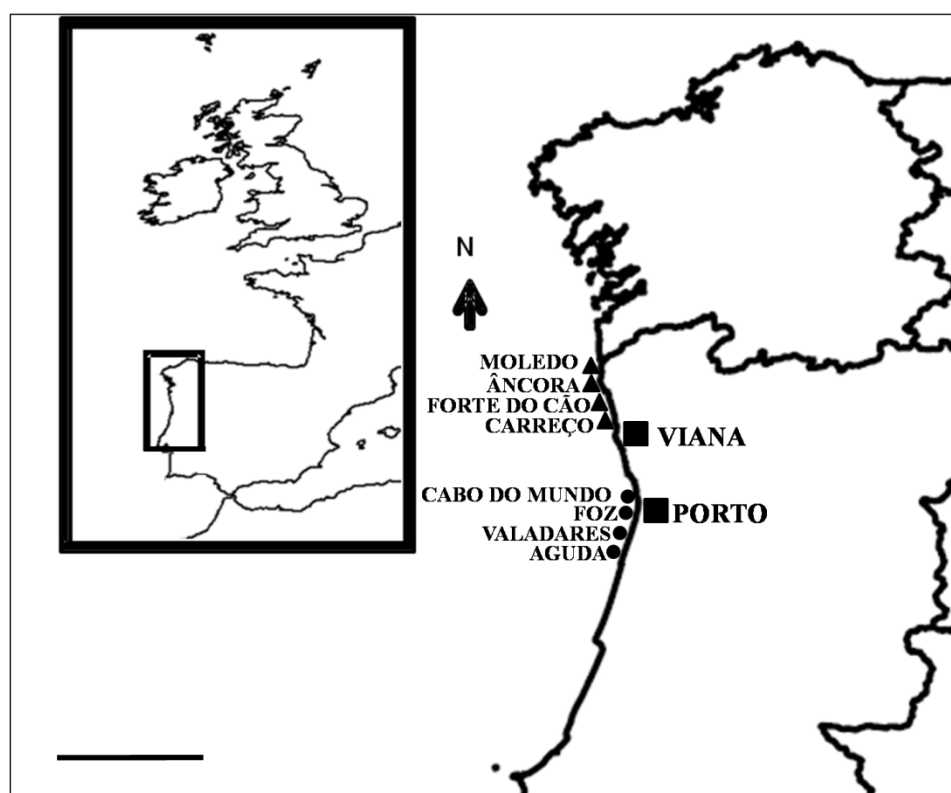 N
MOLEDO
ÂNCORA
FORTE DO CÃO
CARREÇO
VIANA
CABO DO MUNDO
FOZ
PORTO
VALADARES
AGUDA